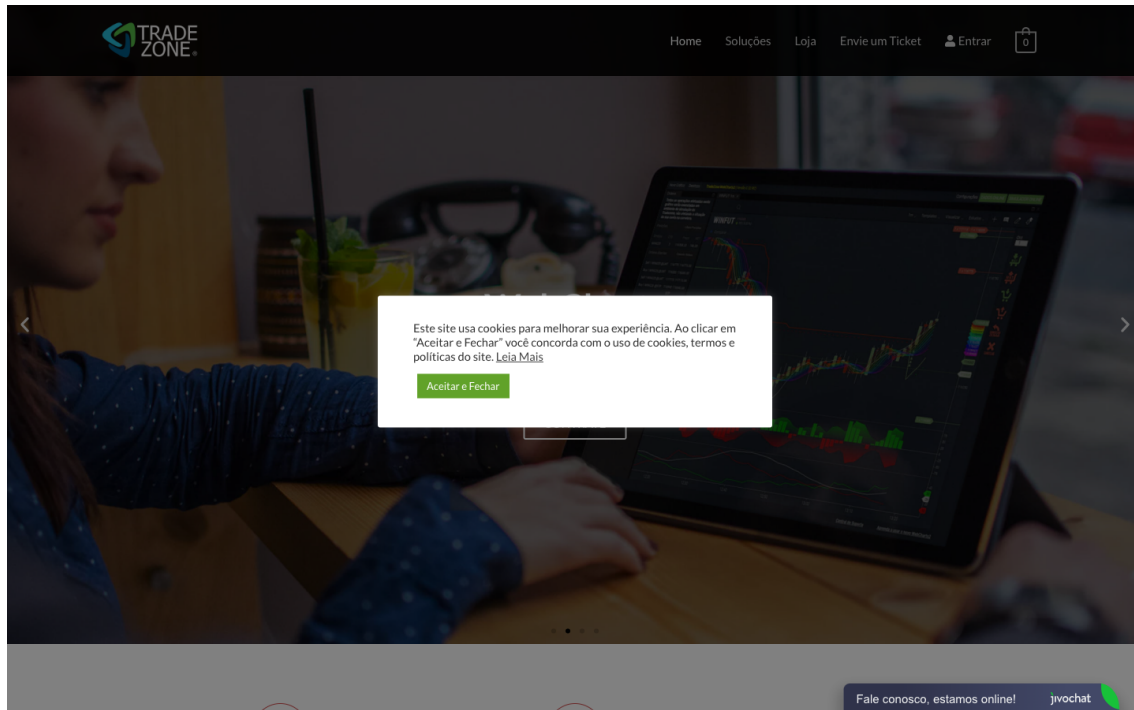 TRADE
ZONE®
Home Soluções Loja Envie um Ticket Entrar 0
Este site usa cookies para melhorar sua experiência. Ao clicar em
“Aceitar e Fechar” você concorda com o uso de cookies, termos e
políticas do site. Leia Mais
Aceitar e Fechar
Fale conosco, estamos online! jivochat